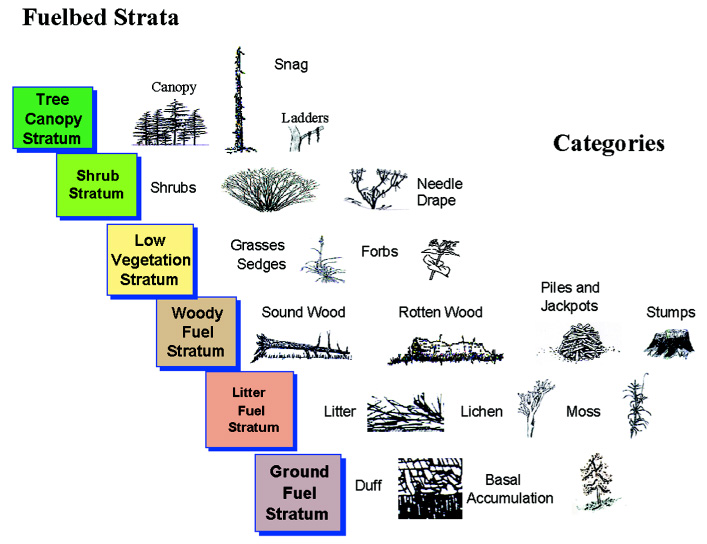 Fuelbed Strata
Snag
Canopy
Ladders
Tree
Canopy
Stratum
Categories
Shrub
Stratum
Shrubs
Needle
Drape
Low
Vegetation
Stratum
Grasses
Sedges
Forbs
Piles and
Jackpots
Woody
Fuel
Stratum
Sound Wood
Rotten Wood
Stumps
Litter
Fuel
Stratum
Litter
Lichen
Moss
Ground
Fuel
Stratum
Duff
Basal
Accumulation